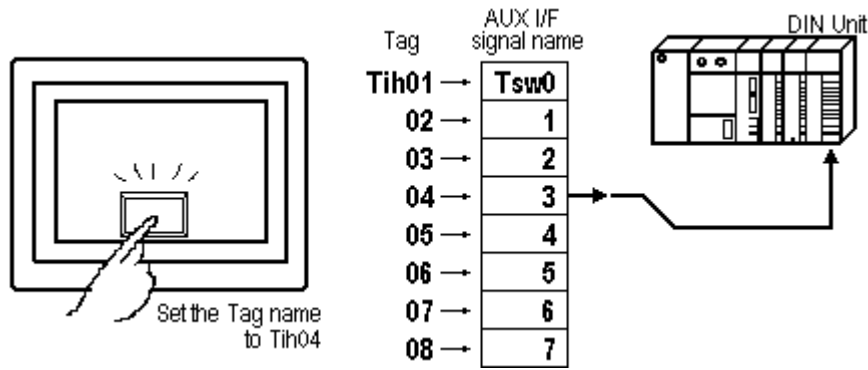 AUX I/F
Tag signal name
DIN Unit
Tih01 → Tsw0
02 → 1
03 → 2
04 → 3
05 → 4
06 → 5
07 → 6
08 → 7
Set the Tag name
to Tih04